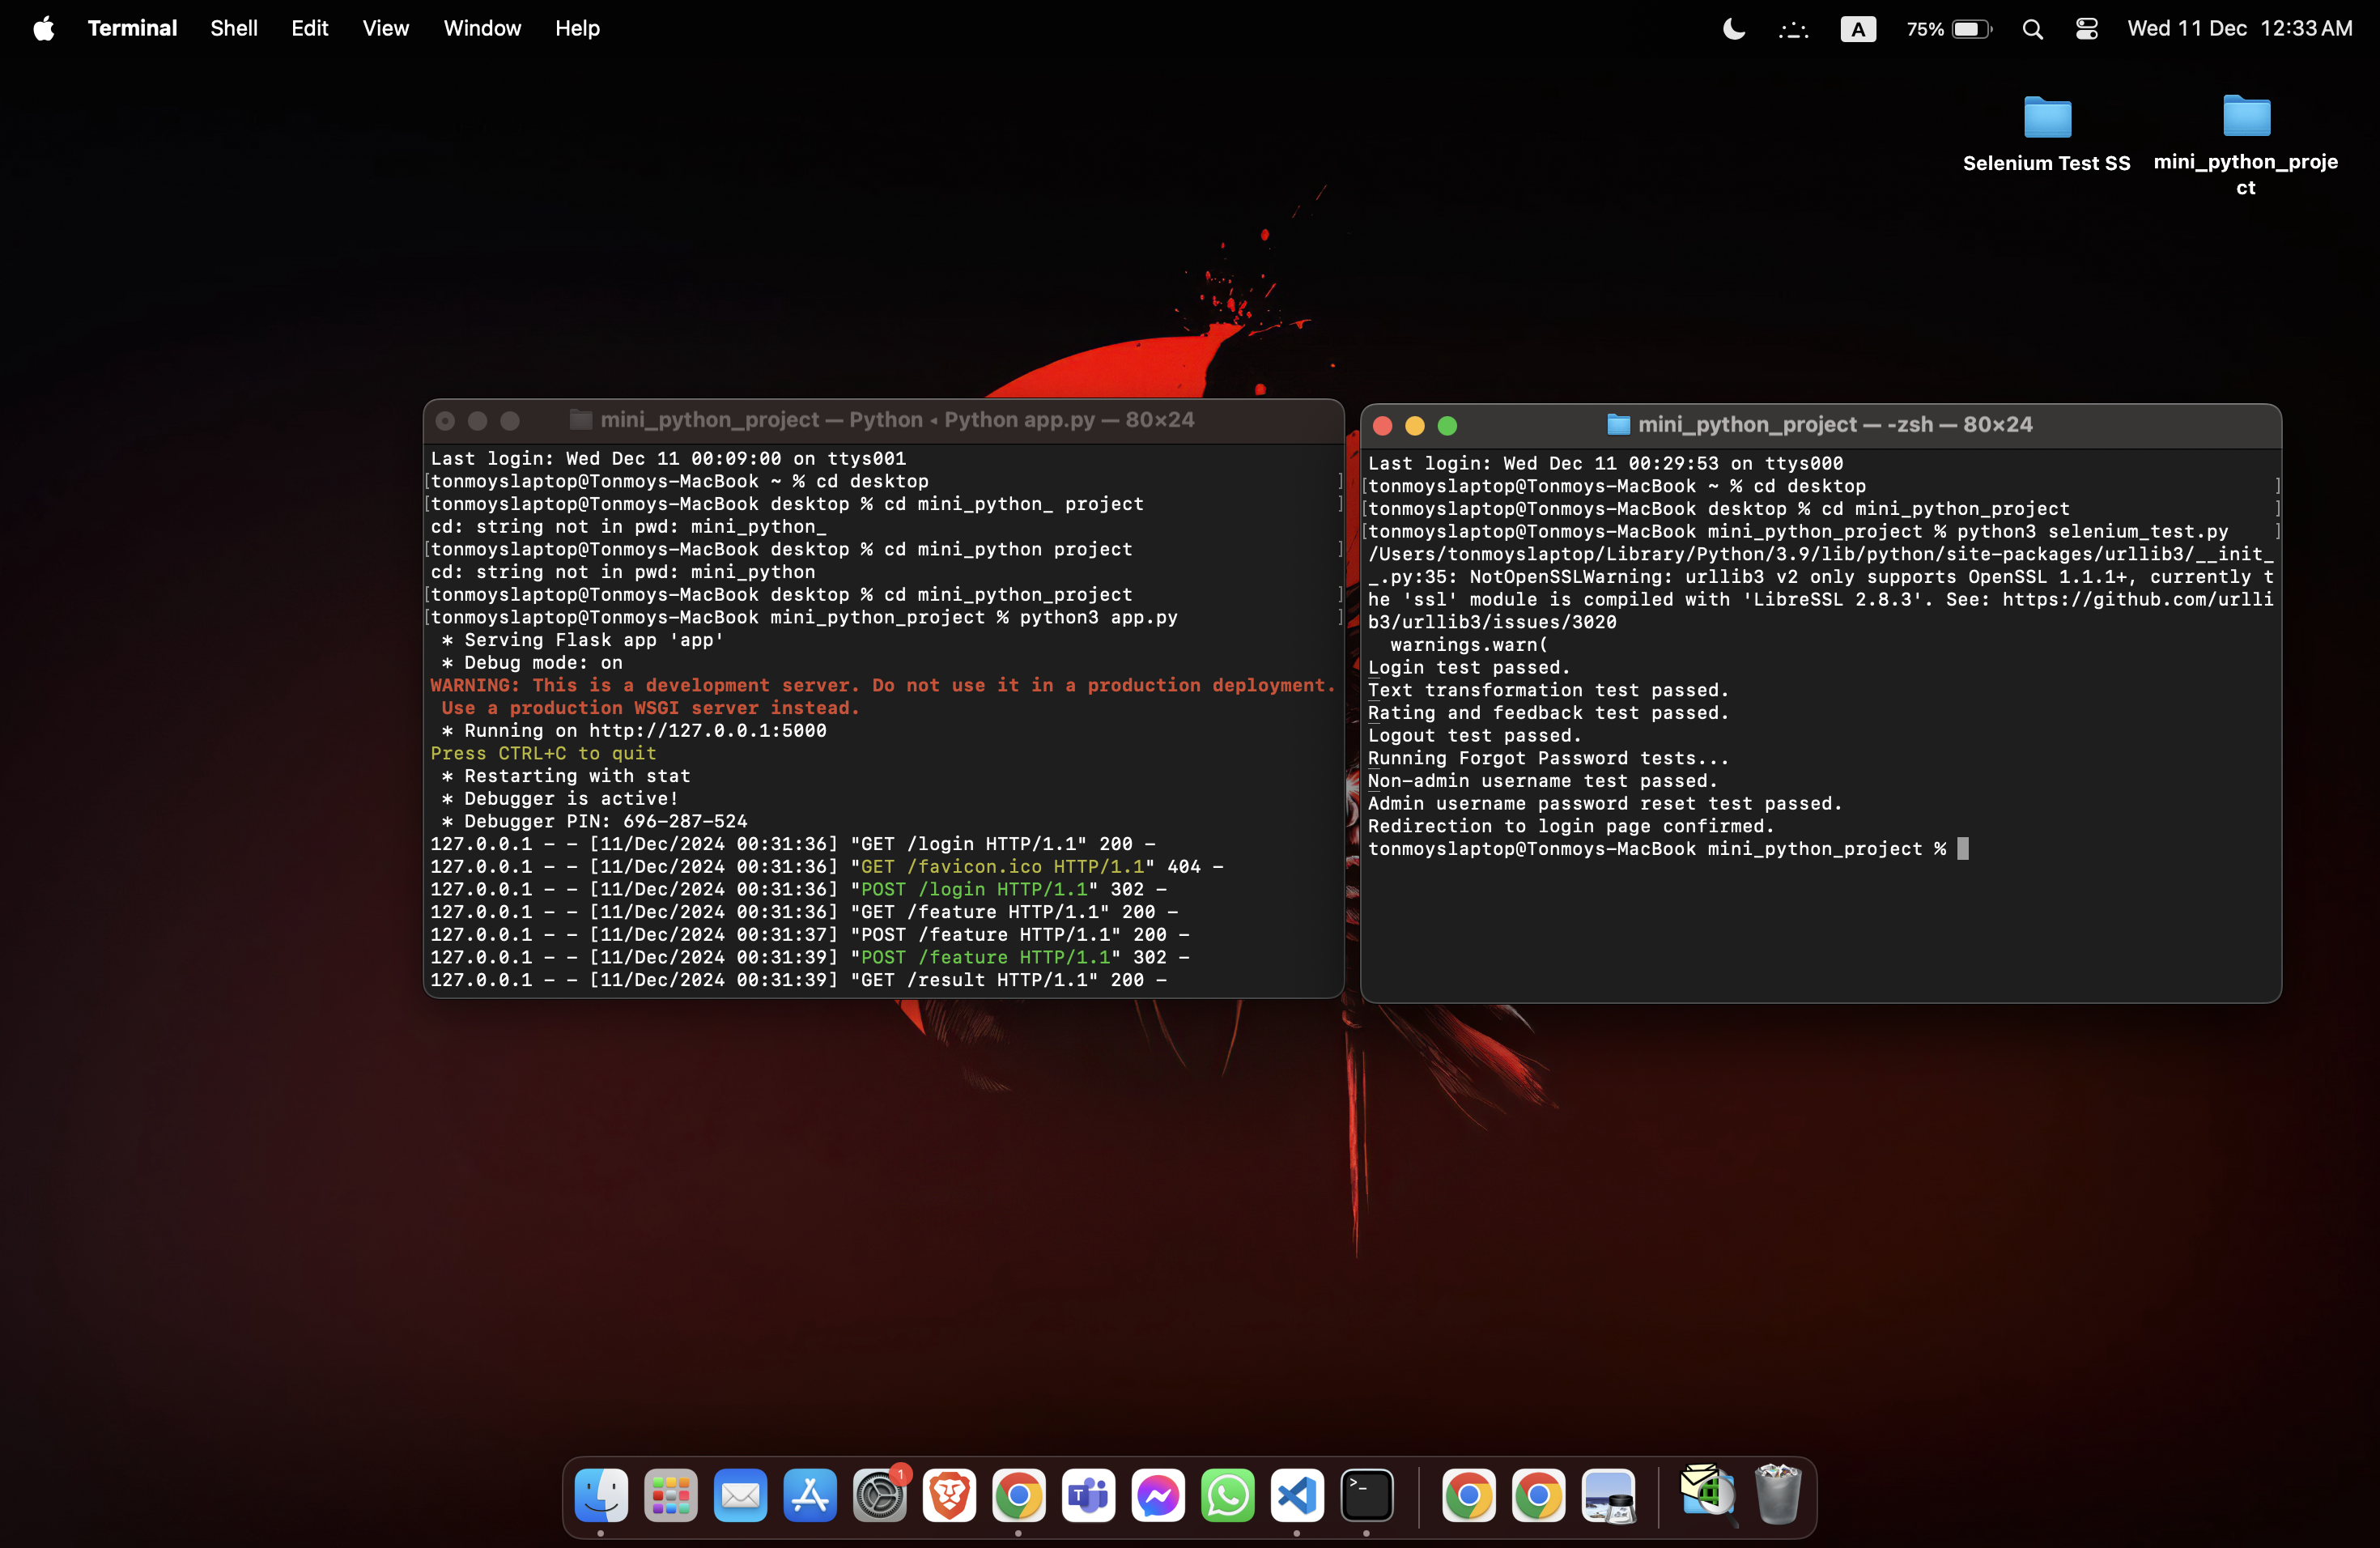 Terminal Shell Edit View Window Help
A 75% Wed 11 Dec 12:33 AM
Selenium Test SS
mini_python_proje
ct
mini_python_project — Python ◂ Python app.py — 80×24
Last login: Wed Dec 11 00:09:00 on ttys001
[tonmoyslaptop@Tonmoys-MacBook ~ % cd desktop ]
[tonmoyslaptop@Tonmoys-MacBook desktop % cd mini_python_ project ]
cd: string not in pwd: mini_python_
[tonmoyslaptop@Tonmoys-MacBook desktop % cd mini_python project ]
cd: string not in pwd: mini_python
[tonmoyslaptop@Tonmoys-MacBook desktop % cd mini_python_project ]
[tonmoyslaptop@Tonmoys-MacBook mini_python_project % python3 app.py ]
* Serving Flask app 'app'
* Debug mode: on
WARNING: This is a development server. Do not use it in a production deployment.
Use a production WSGI server instead.
* Running on http://127.0.0.1:5000
Press CTRL+C to quit
* Restarting with stat
* Debugger is active!
* Debugger PIN: 696-287-524
127.0.0.1 - - [11/Dec/2024 00:31:36] "GET /login HTTP/1.1" 200 -
127.0.0.1 - - [11/Dec/2024 00:31:36] "GET /favicon.ico HTTP/1.1" 404 -
127.0.0.1 - - [11/Dec/2024 00:31:36] "POST /login HTTP/1.1" 302 -
127.0.0.1 - - [11/Dec/2024 00:31:36] "GET /feature HTTP/1.1" 200 -
127.0.0.1 - - [11/Dec/2024 00:31:37] "POST /feature HTTP/1.1" 200 -
127.0.0.1 - - [11/Dec/2024 00:31:39] "POST /feature HTTP/1.1" 302 -
127.0.0.1 - - [11/Dec/2024 00:31:39] "GET /result HTTP/1.1" 200 -
mini_python_project — -zsh — 80×24
Last login: Wed Dec 11 00:29:53 on ttys000
[tonmoyslaptop@Tonmoys-MacBook ~ % cd desktop ]
[tonmoyslaptop@Tonmoys-MacBook desktop % cd mini_python_project ]
[tonmoyslaptop@Tonmoys-MacBook mini_python_project % python3 selenium_test.py ]
/Users/tonmoyslaptop/Library/Python/3.9/lib/python/site-packages/urllib3/__init_
_.py:35: NotOpenSSLWarning: urllib3 v2 only supports OpenSSL 1.1.1+, currently t
he 'ssl' module is compiled with 'LibreSSL 2.8.3'. See: https://github.com/urlli
b3/urllib3/issues/3020
warnings.warn(
Login test passed.
Text transformation test passed.
Rating and feedback test passed.
Logout test passed.
Running Forgot Password tests...
Non-admin username test passed.
Admin username password reset test passed.
Redirection to login page confirmed.
tonmoyslaptop@Tonmoys-MacBook mini_python_project %
1
T
>_